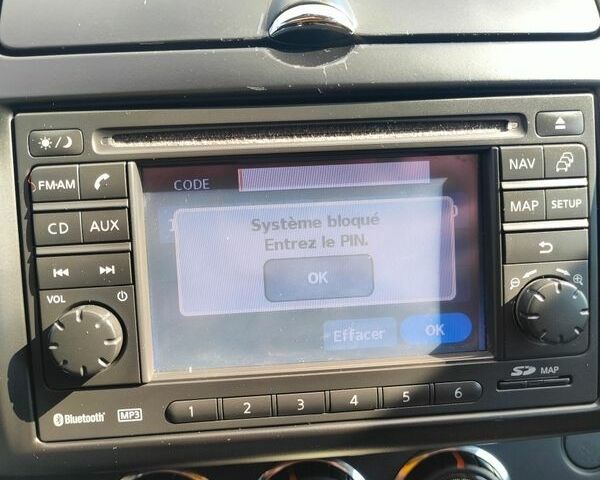 FM·AM
CD
AUX
VOL
CODE
Système bloqué
Entrez le PIN.
OK
Effacer
OK
NAV
MAP
SETUP
SD MAP
Bluetooth
MP3
1 2 3 4 5 6